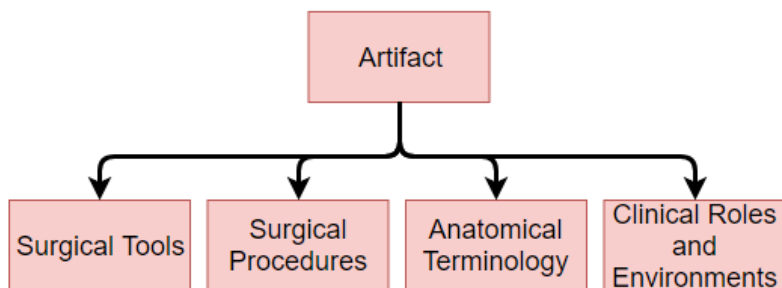 Artifact
Surgical Tools
Surgical
Procedures
Anatomical
Terminology
Clinical Roles
and
Environments